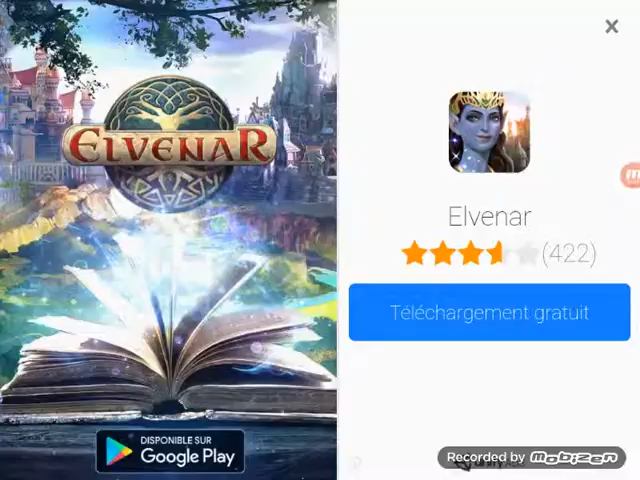 ELVENAR
DISPONIBLE SUR
Google Play
Elvenar
(422)
Téléchargement gratuit
Recorded by MOBIZEN